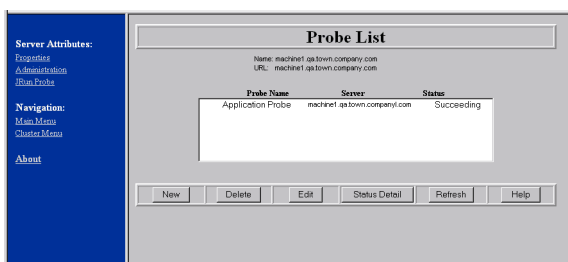 Server Attributes:
Properties
Administration
JRun Probe
Navigation:
Main Menu
Cluster Menu
About
Probe List
Name: machine1.qa.town.company.com
URL: machine1.qa.town.company.com
Probe Name Server Status
Application Probe machine1.qa.town.companyl.com Succeeding
New Delete Edit Status Detail Refresh Help